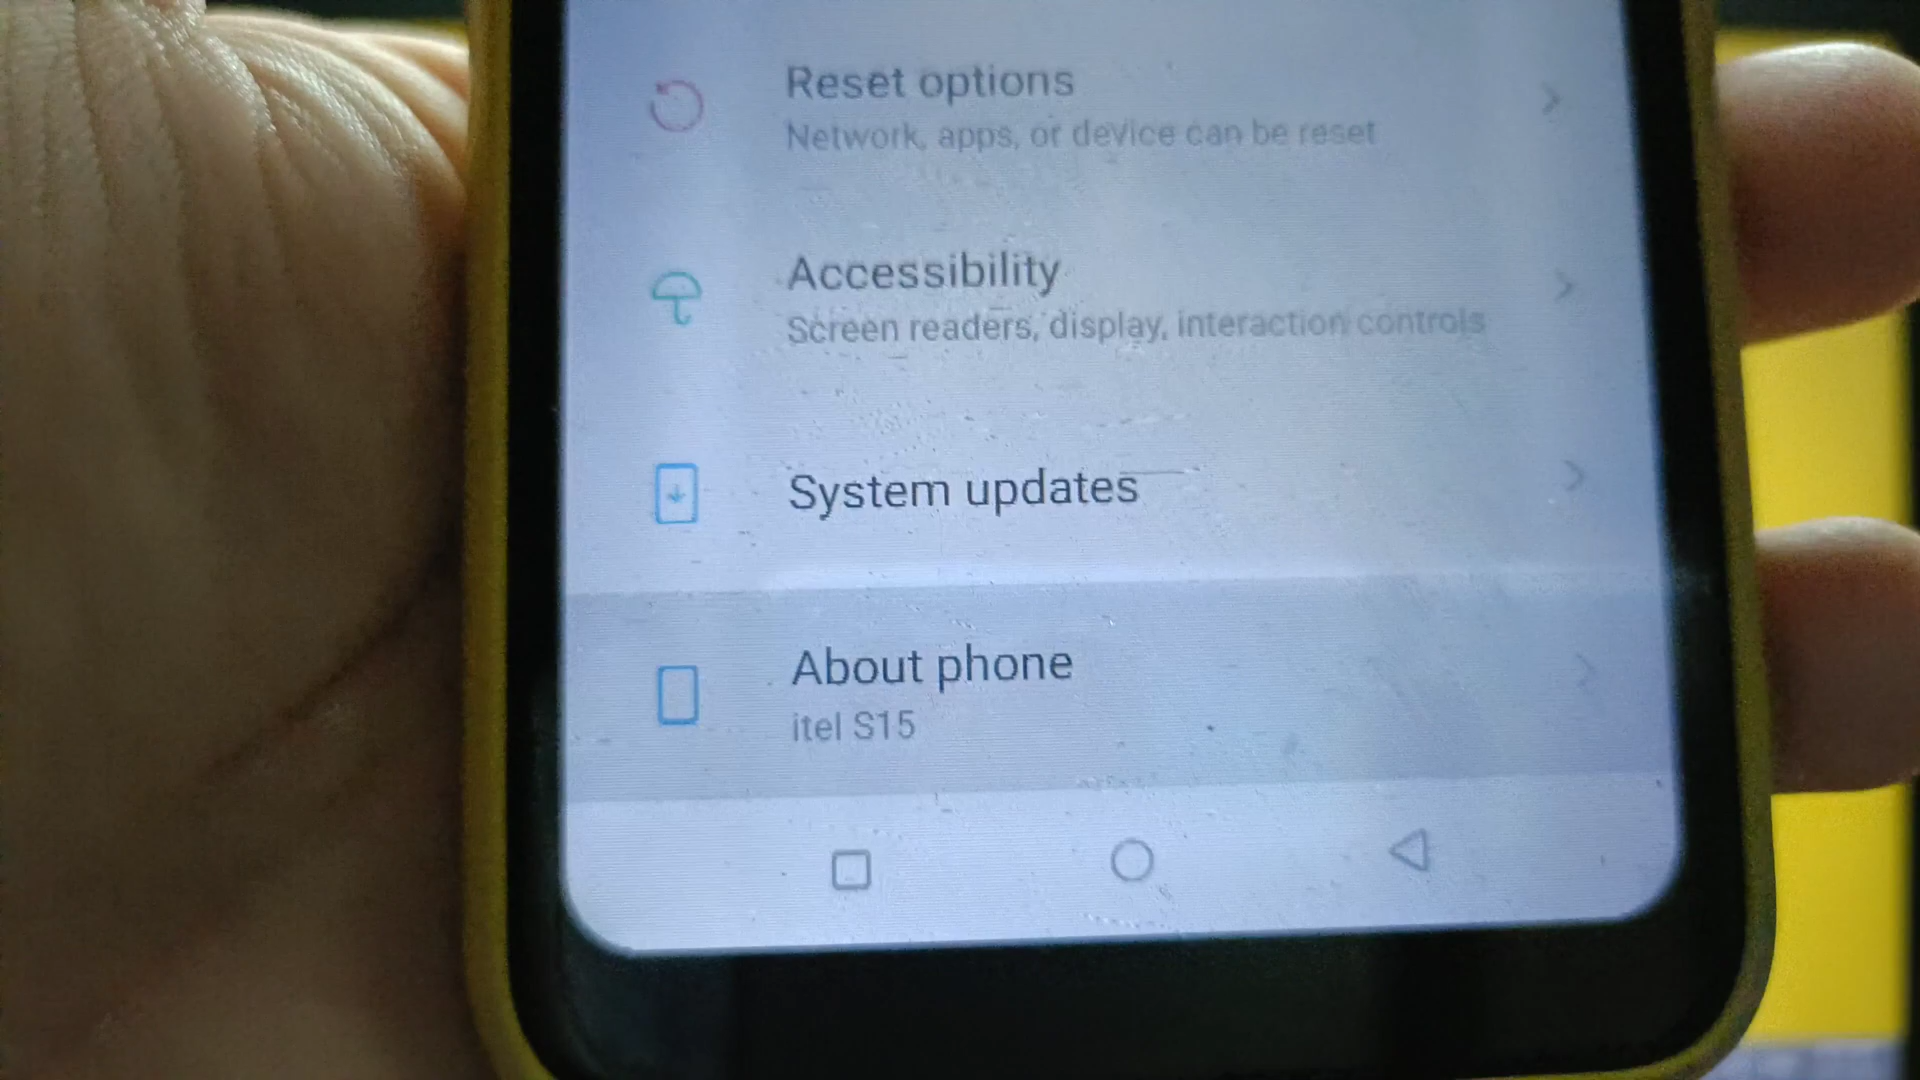 Reset options
Network, apps, or device can be reset
Accessibility
Screen readers, display, interaction controls
System updates
About phone
itel S15